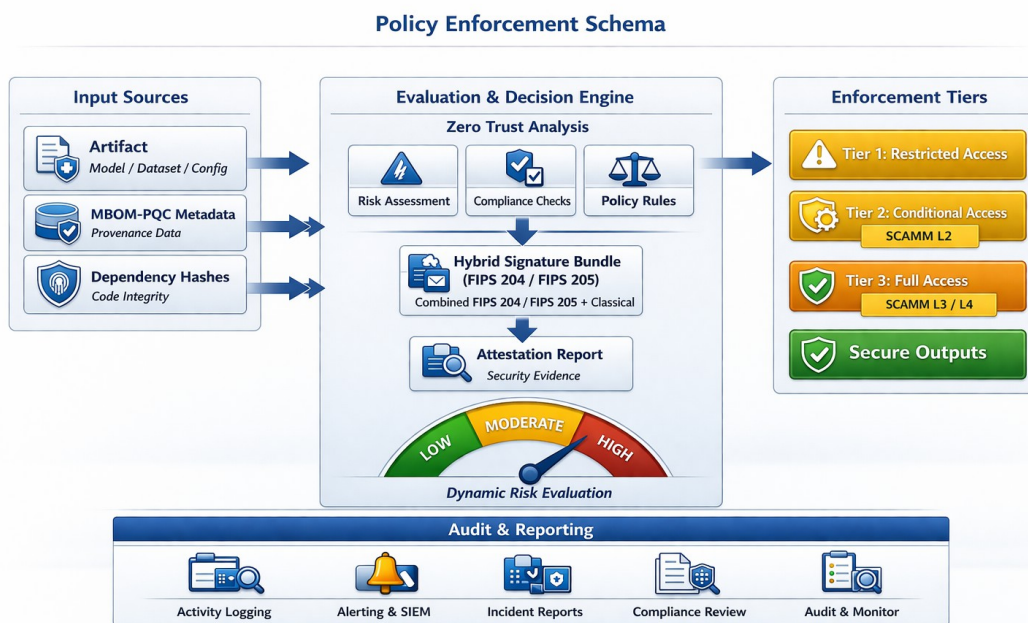 Policy Enforcement Schema
Input Sources
Artifact
Model / Dataset / Config
MBOM-PQC Metadata
Provenance Data
Dependency Hashes
Code Integrity
Evaluation & Decision Engine
Zero Trust Analysis
Risk Assessment
Compliance Checks
Policy Rules
Hybrid Signature Bundle
(FIPS 204 / FIPS 205)
Combined FIPS 204 / FIPS 205 + Classical
Attestation Report
Security Evidence
LOW
MODERATE
HIGH
Dynamic Risk Evaluation
Enforcement Tiers
Tier 1: Restricted Access
Tier 2: Conditional Access
SCAMM L2
Tier 3: Full Access
SCAMM L3 / L4
Secure Outputs
Audit & Reporting
Activity Logging
Alerting & SIEM
Incident Reports
Compliance Review
Audit & Monitor